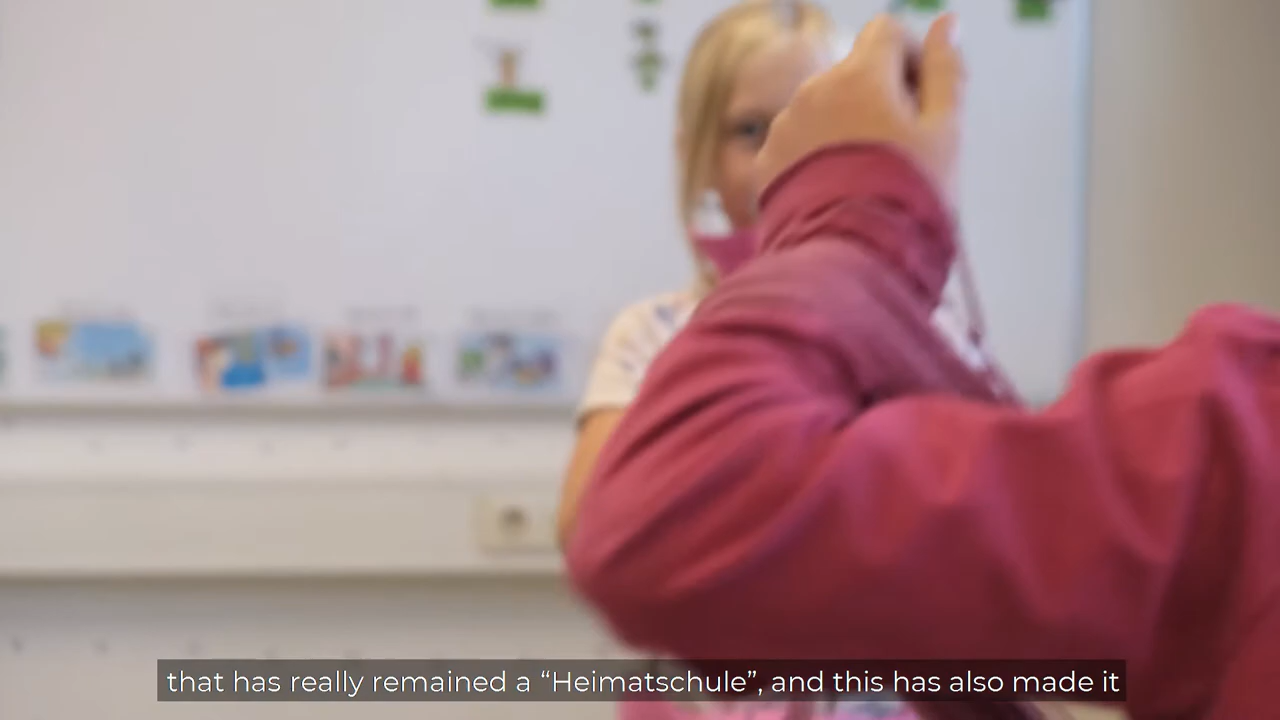 that has really remained a “Heimatschule”, and this has also made it